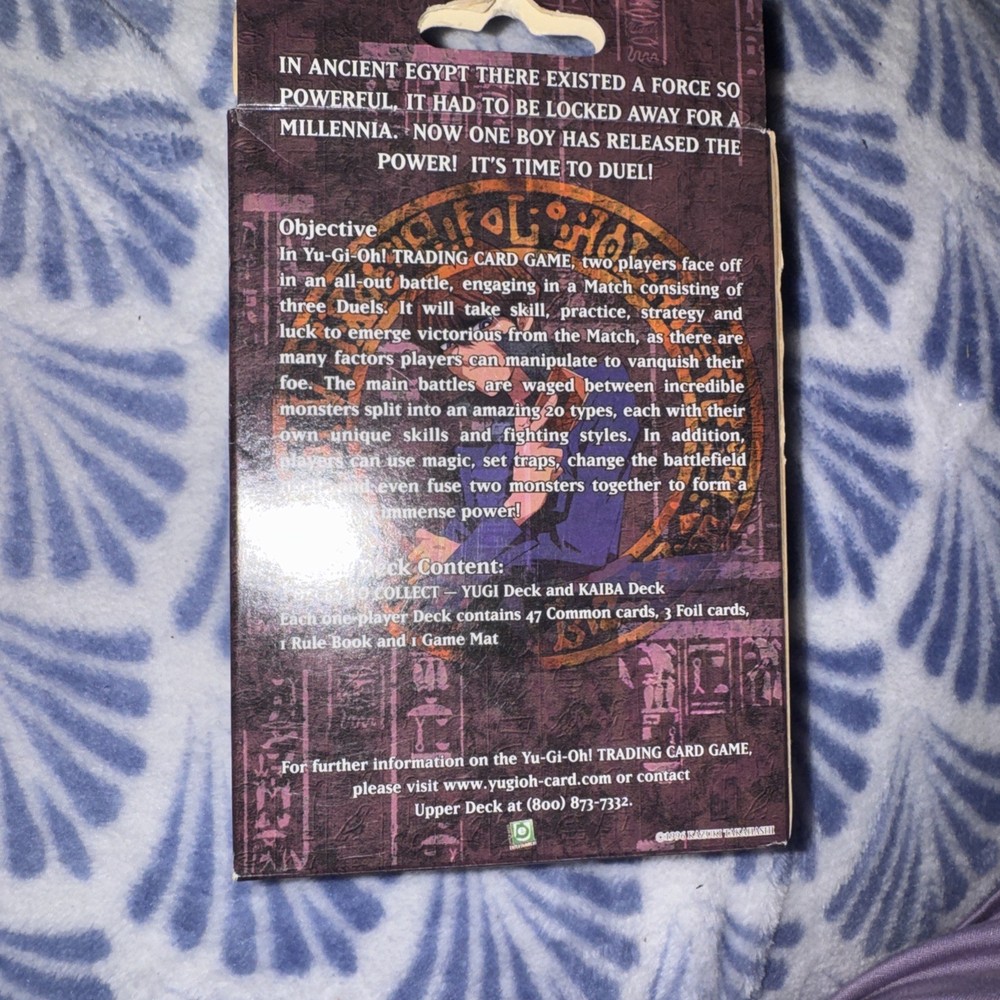 IN ANCIENT EGYPT THERE EXISTED A FORCE SO
POWERFUL, IT HAD TO BE LOCKED AWAY FOR A
MILLENNIA. NOW ONE BOY HAS RELEASED THE
POWER! IT'S TIME TO DUEL!
Objective
In Yu-Gi-Oh! TRADING CARD GAME, two players face off
in an all-out battle, engaging in a Match consisting of
three Duels. It will take skill, practice, strategy and
luck to emerge victorious from the Match, as there are
many factors players can manipulate to vanquish their
foe. The main battles are waged between incredible
monsters split into an amazing 20 types, each with their
own unique skills and fighting styles. In addition,
players can use magic, set traps, change the battlefield
and even fuse two monsters together to form a
immense power!
Deck Content:
TO COLLECT — YUGI Deck and KAIBA Deck
Each one-player Deck contains 47 Common cards, 3 Foil cards,
1 Rule Book and 1 Game Mat
For further information on the Yu-Gi-Oh! TRADING CARD GAME,
please visit www.yugioh-card.com or contact
Upper Deck at (800) 873-7332.
©1996 KAZUKI TAKAHASHI